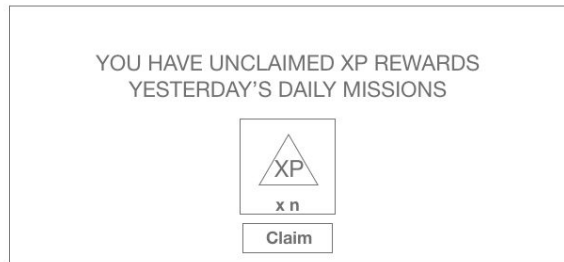 YOU HAVE UNCLAIMED XP REWARDS
YESTERDAY'S DAILY MISSIONS
XP
x n
Claim